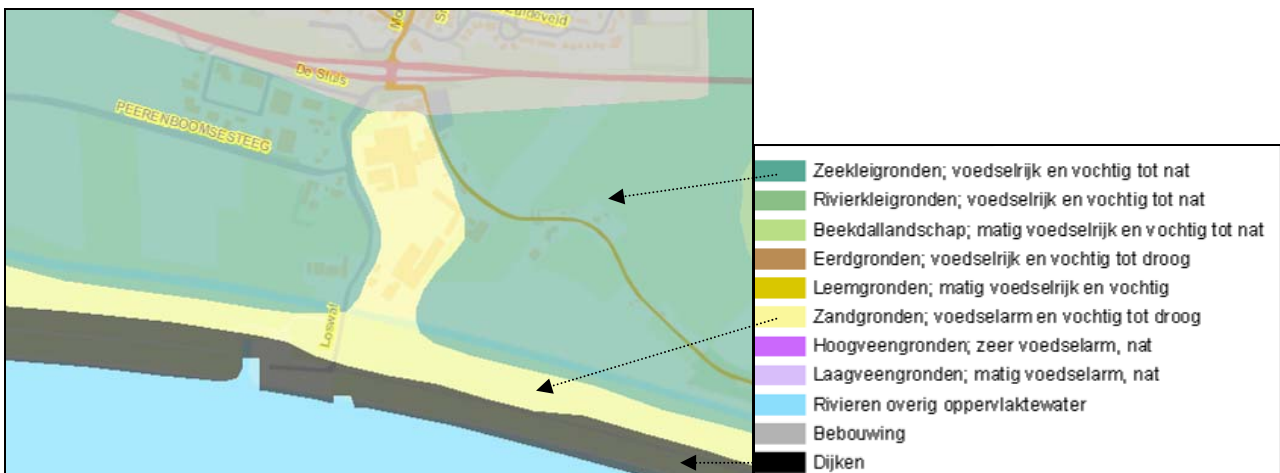 Zuideveld
De Sluis
PEERENBOOMSESTEEG
Loswal
Zeekleigronden; voedselrijk en vochtig tot nat
Rivierkleigronden; voedselrijk en vochtig tot nat
Beekdallandschap; matig voedselrijk en vochtig tot nat
Eerdgronden; voedselrijk en vochtig tot droog
Leemgronden; matig voedselrijk en vochtig
Zandgronden; voedselarm en vochtig tot droog
Hoogveengronden; zeer voedselarm, nat
Laagveengronden; matig voedselarm, nat
Rivieren overig oppervlaktewater
Bebouwing
Dijken